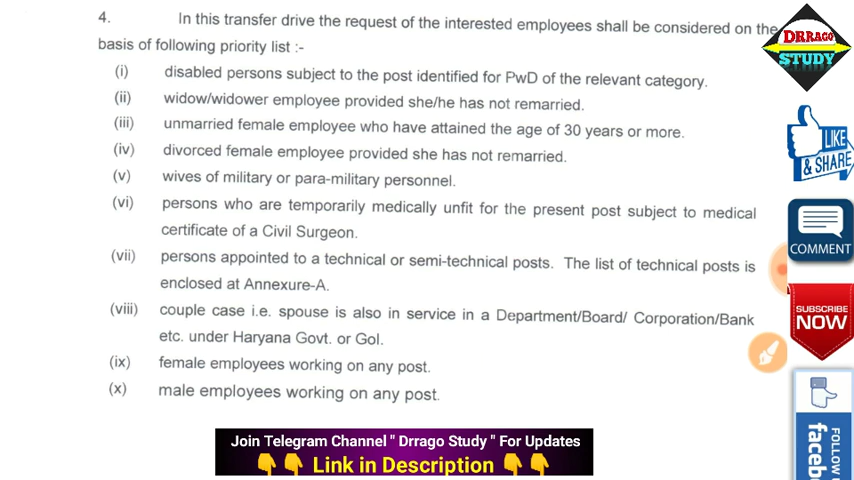 4. In this transfer drive the request of the interested employees shall be considered on the
basis of following priority list :-
(i) disabled persons subject to the post identified for PwD of the relevant category.
(ii) widow/widower employee provided she/he has not remarried.
(iii) unmarried female employee who have attained the age of 30 years or more.
(iv) divorced female employee provided she has not remarried.
(v) wives of military or para-military personnel.
(vi) persons who are temporarily medically unfit for the present post subject to medical
certificate of a Civil Surgeon.
(vii) persons appointed to a technical or semi-technical posts. The list of technical posts is
enclosed at Annexure-A.
(viii) couple case i.e. spouse is also in service in a Department/Board/ Corporation/Bank
etc. under Haryana Govt. or GoI.
(ix) female employees working on any post.
(x) male employees working on any post.
DRRAGO
STUDY
LIKE
& SHARE
COMMENT
SUBSCRIBE
NOW
FOLLOW
facebo
Join Telegram Channel " Drrago Study " For Updates
Link in Description